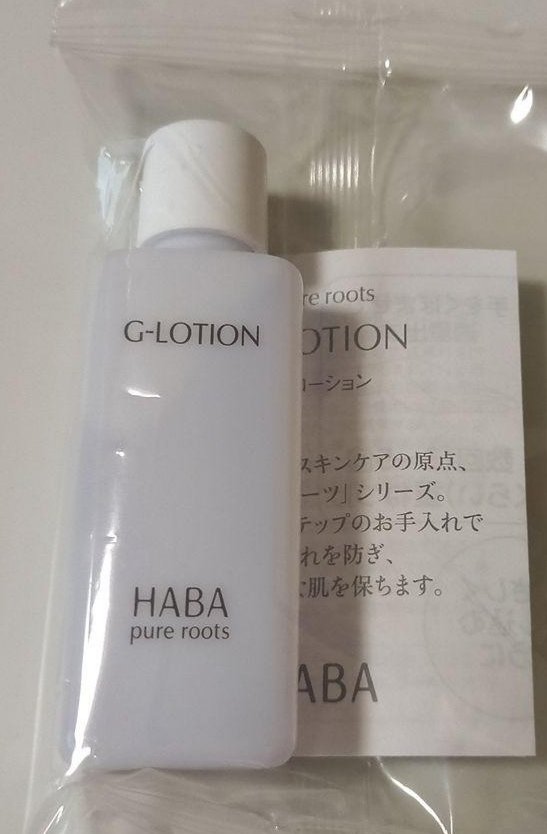 G-LOTION
HABA
pure roots
re roots
OTION
ローション
スキンケアの原点、
ーツ」シリーズ。
テップのお手入れで
れを防ぎ、
な肌を保ちます。
ABA